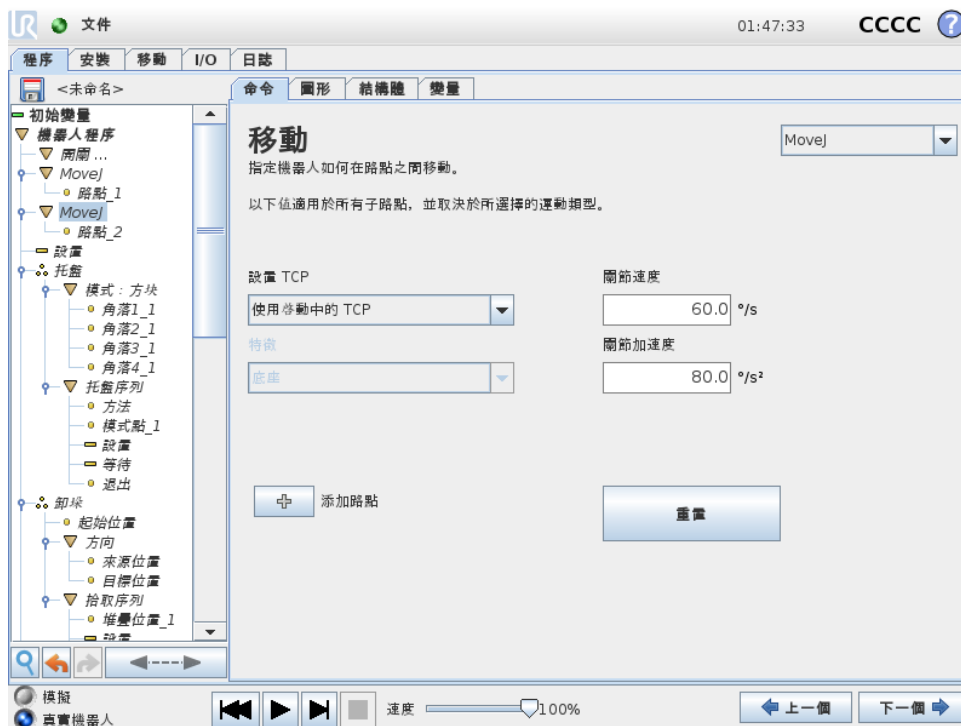 UR 文件 01:47:33 CCCC ?
程序 安裝 移動 I/O 日誌
<未命名>
命令 圖形 結構體 變量
初始變量
機器人程序
開關 ...
MoveJ
路點_1
MoveJ
路點_2
設置
托盤
模式：方块
角落1_1
角落2_1
角落3_1
角落4_1
托盤序列
方法
模式點_1
設置
等待
退出
卸垛
起始位置
方向
來源位置
目標位置
拾取序列
堆疊位置_1
設置
移動
MoveJ
指定機器人如何在路點之間移動。
以下值適用於所有子路點，並取決於所選擇的運動類型。
設置 TCP
使用啓動中的 TCP
特徵
底座
關節速度
60.0 °/s
關節加速度
80.0 °/s²
添加路點
重置
模擬
真實機器人
速度 100%
上一個
下一個